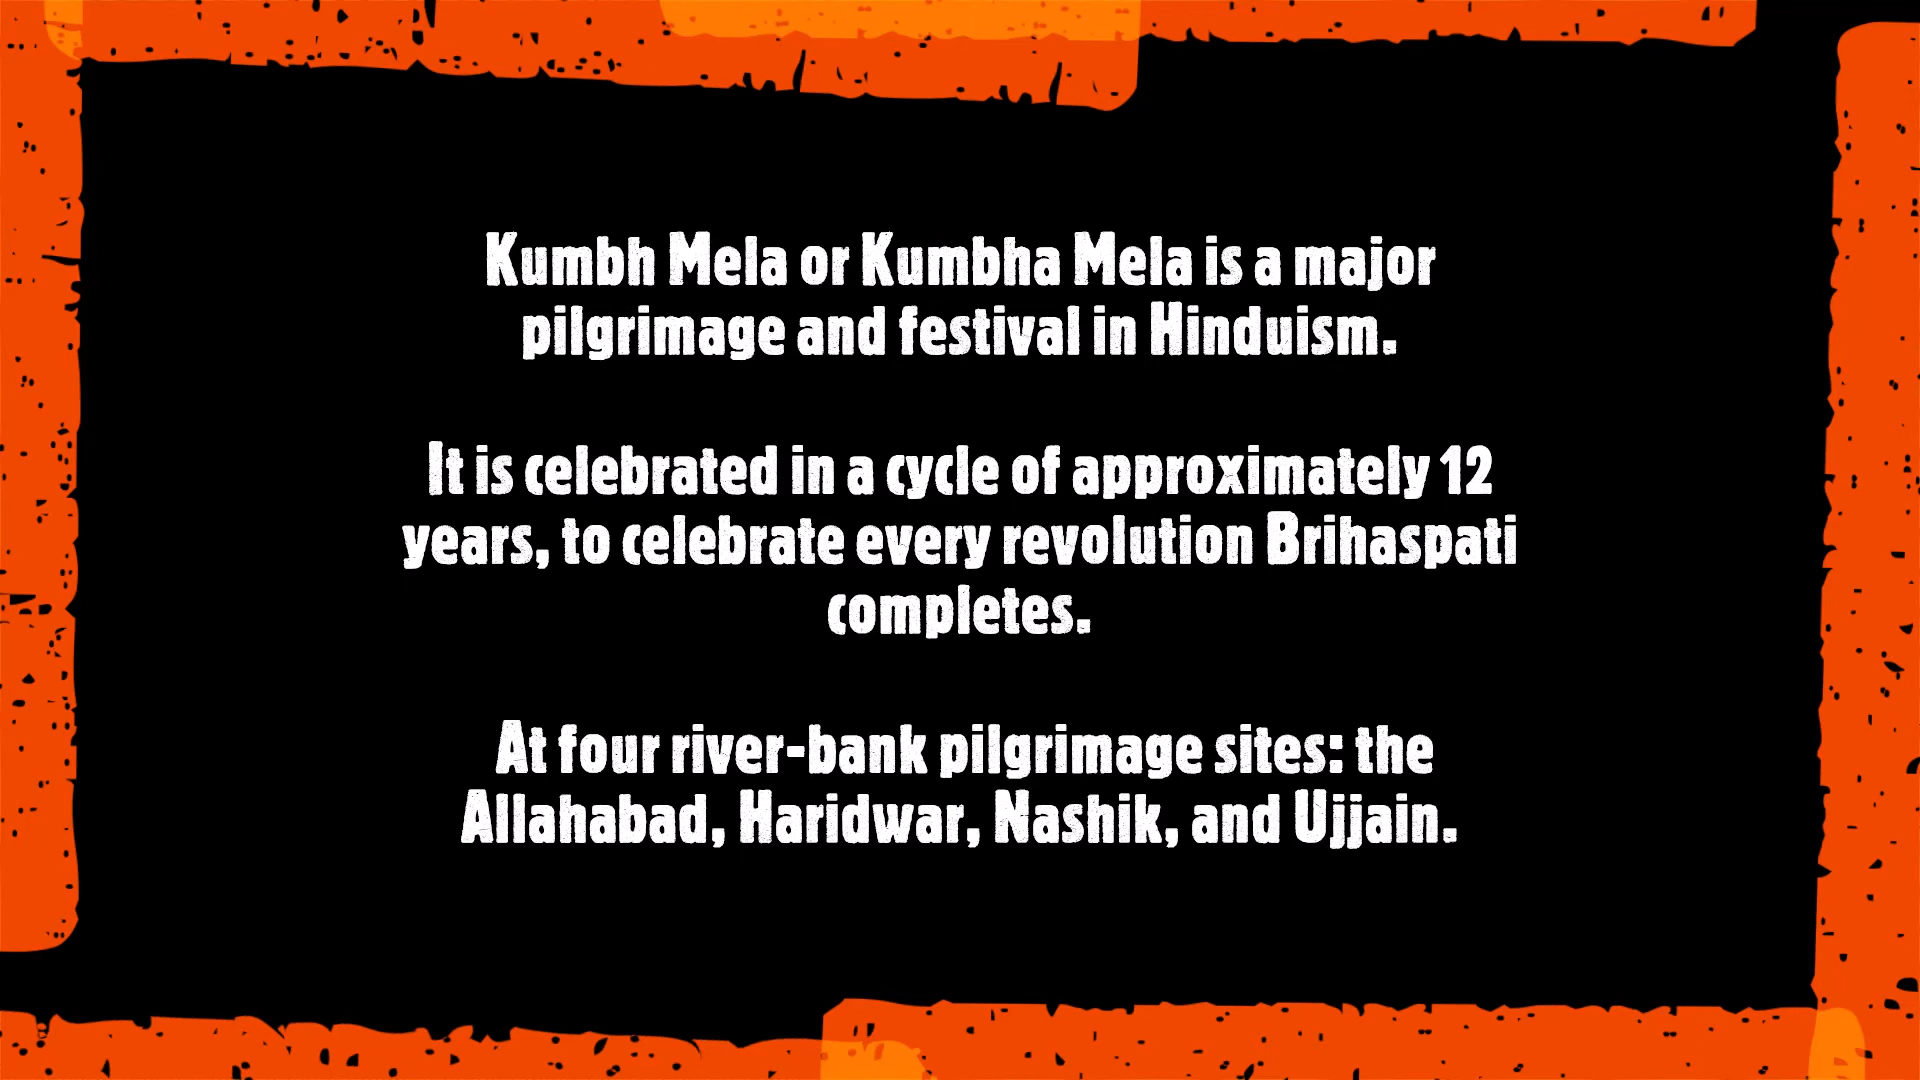 Kumbh Mela or Kumbha Mela is a major
pilgrimage and festival in Hinduism.
It is celebrated in a cycle of approximately 12
years, to celebrate every revolution Brihaspati
completes.
At four river-bank pilgrimage sites: the
Allahabad, Haridwar, Nashik, and Ujjain.